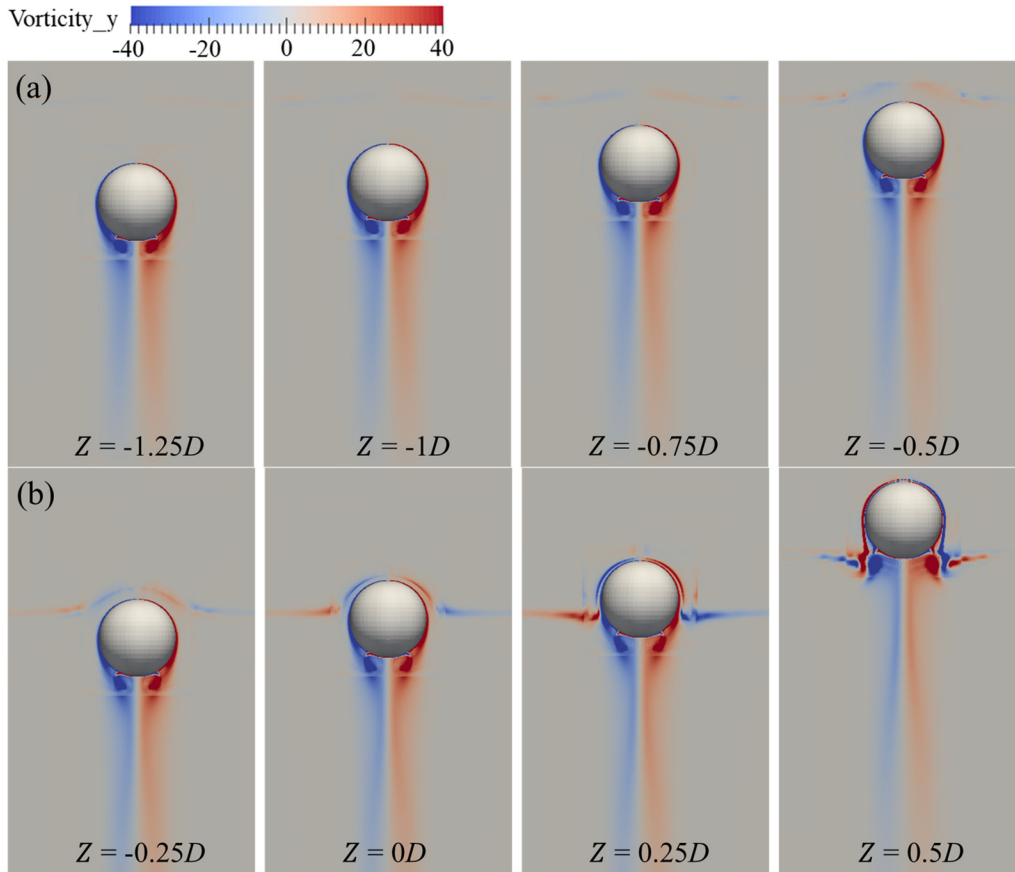 Vorticity_y
-40 -20 0 20 40
(a)
Z = -1.25D Z = -1D Z = -0.75D Z = -0.5D
(b)
Z = -0.25D Z = 0D Z = 0.25D Z = 0.5D